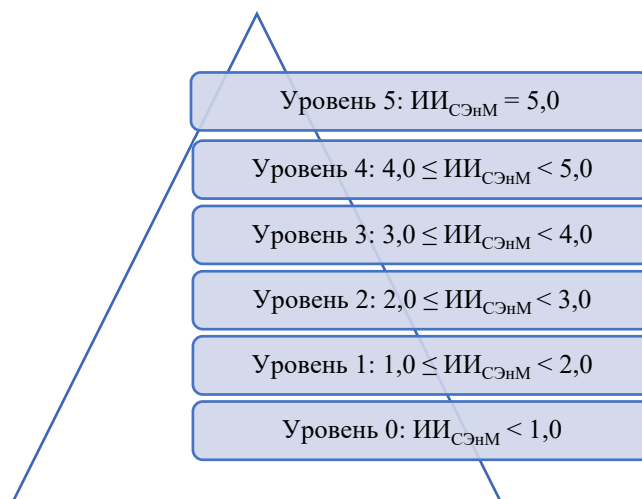 Уровень 5: ИИСЭнМ = 5,0
Уровень 4: 4,0 ≤ ИИСЭнМ < 5,0
Уровень 3: 3,0 ≤ ИИСЭнМ < 4,0
Уровень 2: 2,0 ≤ ИИСЭнМ < 3,0
Уровень 1: 1,0 ≤ ИИСЭнМ < 2,0
Уровень 0: ИИСЭнМ < 1,0